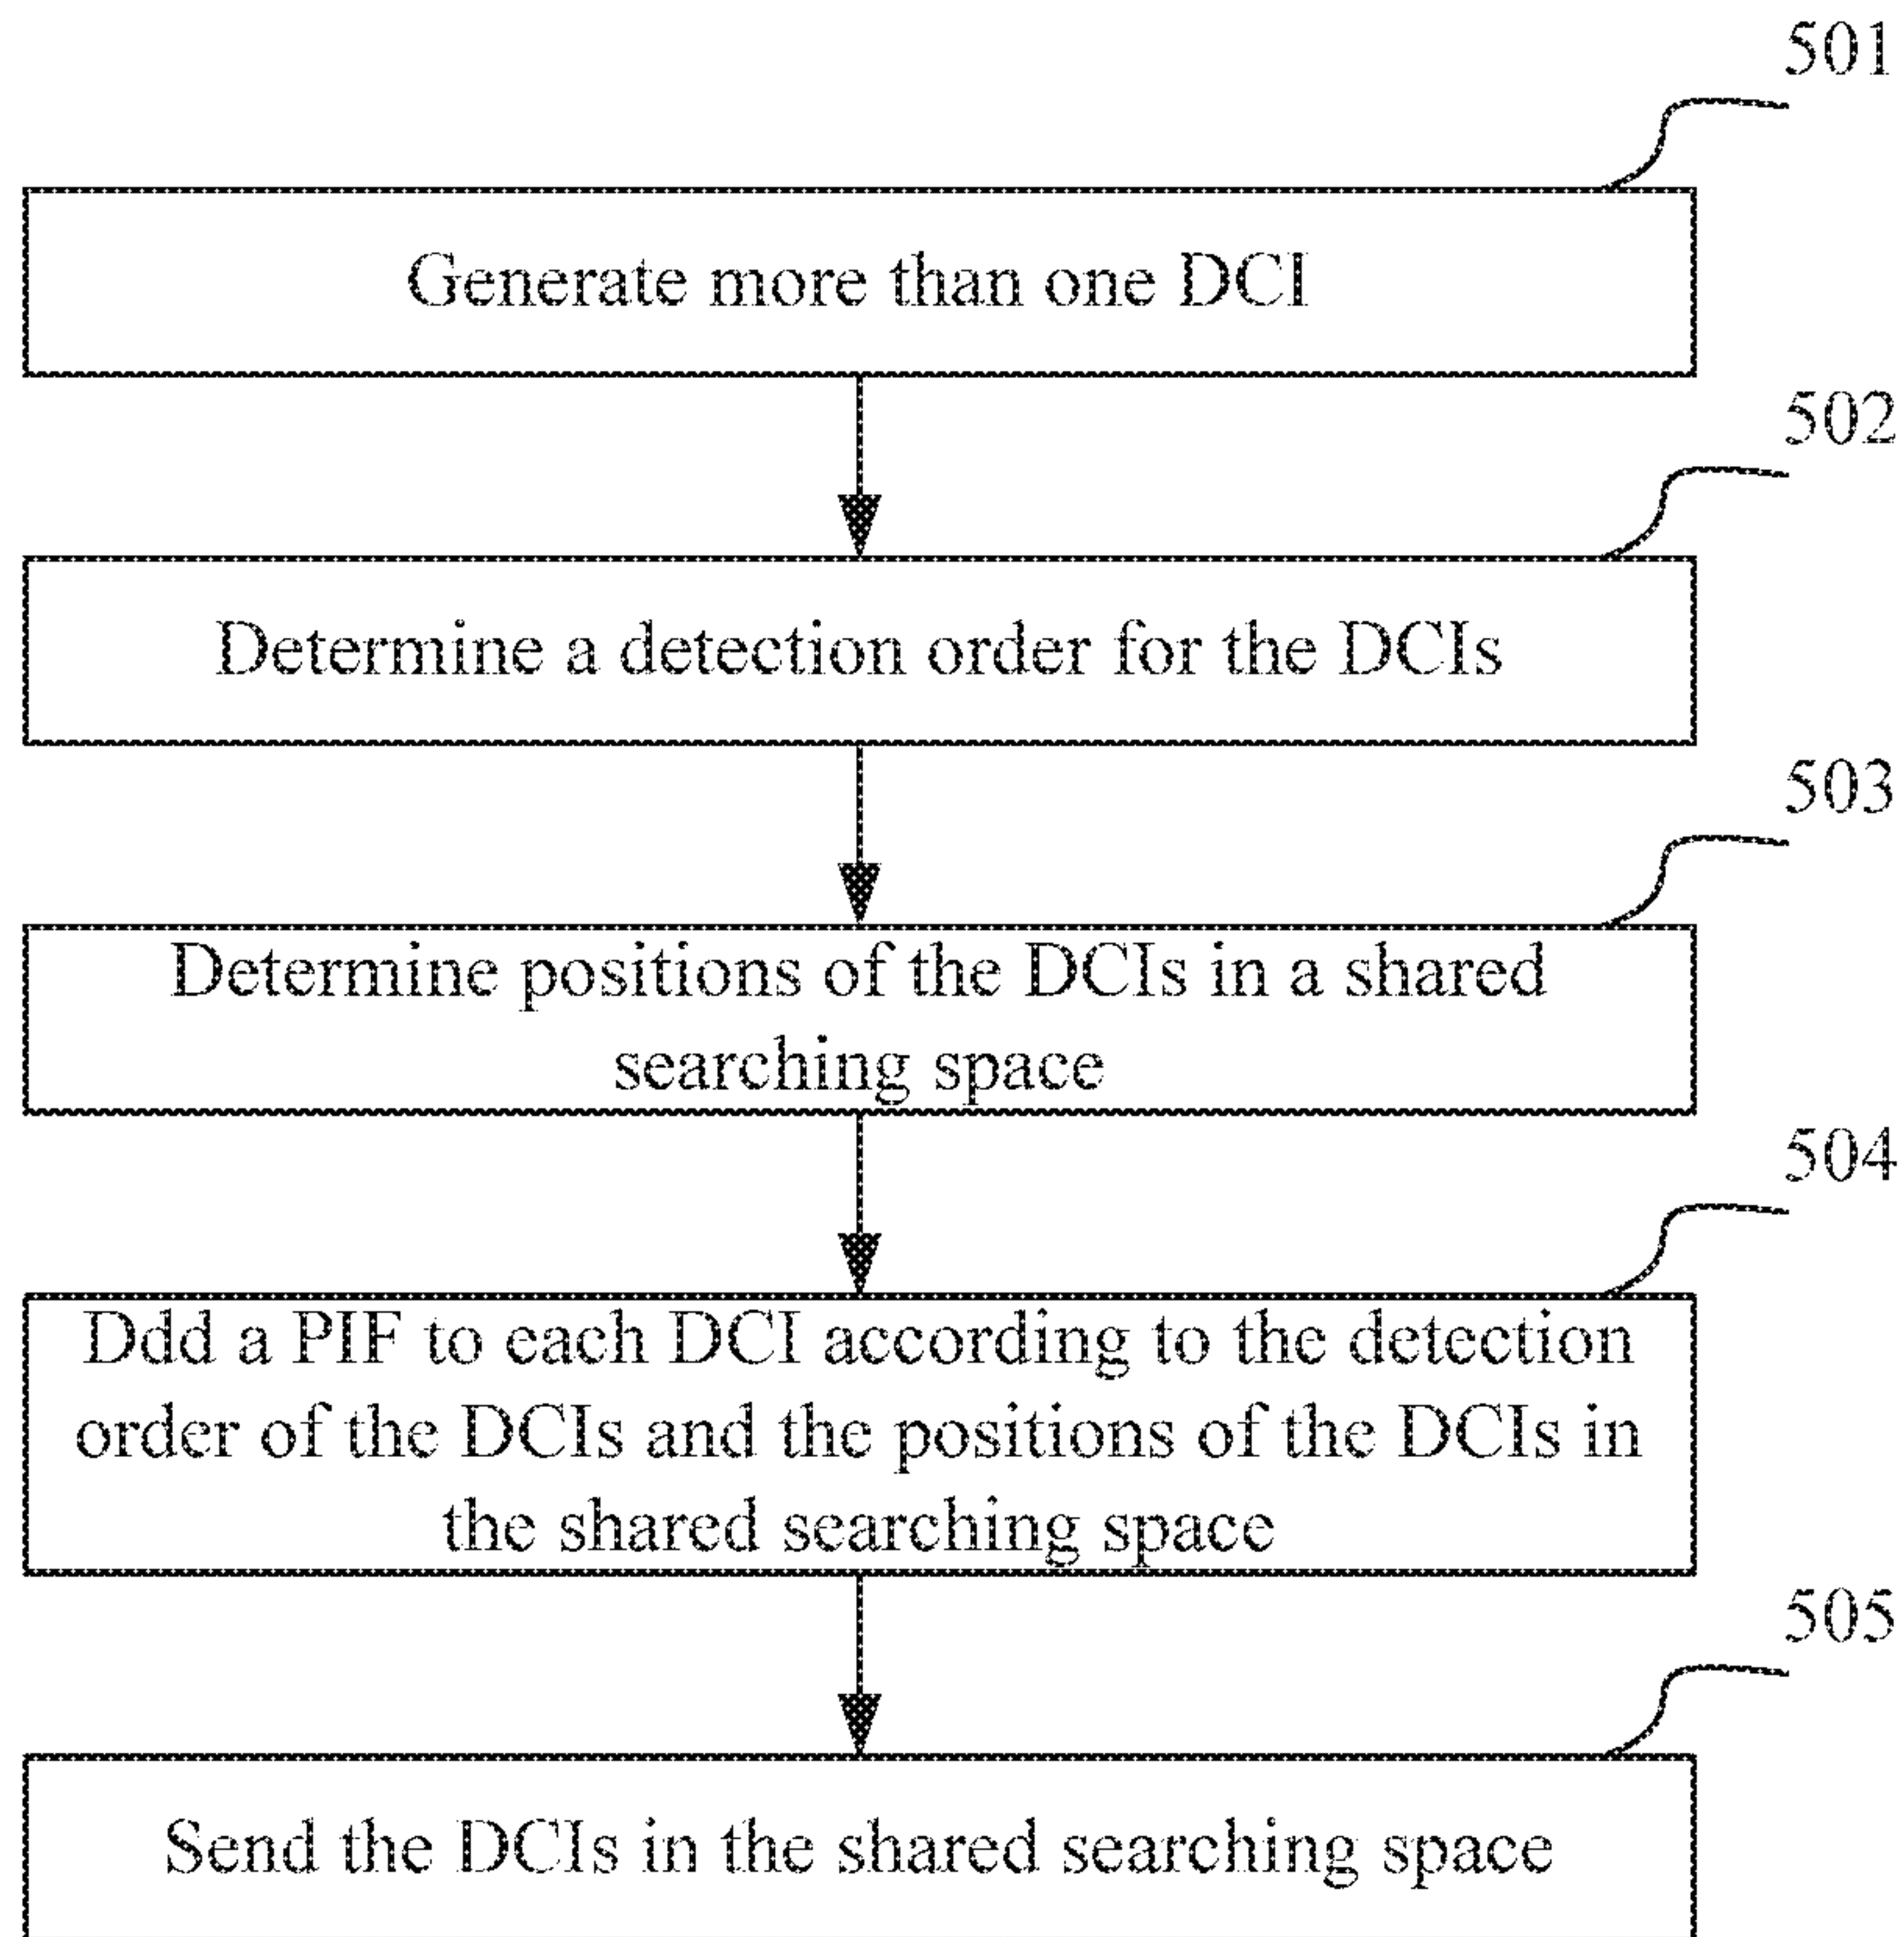 501
Generate more than one DCI
502
Determine a detection order for the DCIs
503
Determine positions of the DCIs in a shared
searching space
504
Ddd a PIF to each DCI according to the detection
order of the DCIs and the positions of the DCIs in
the shared searching space
505
Send the DCIs in the shared searching space